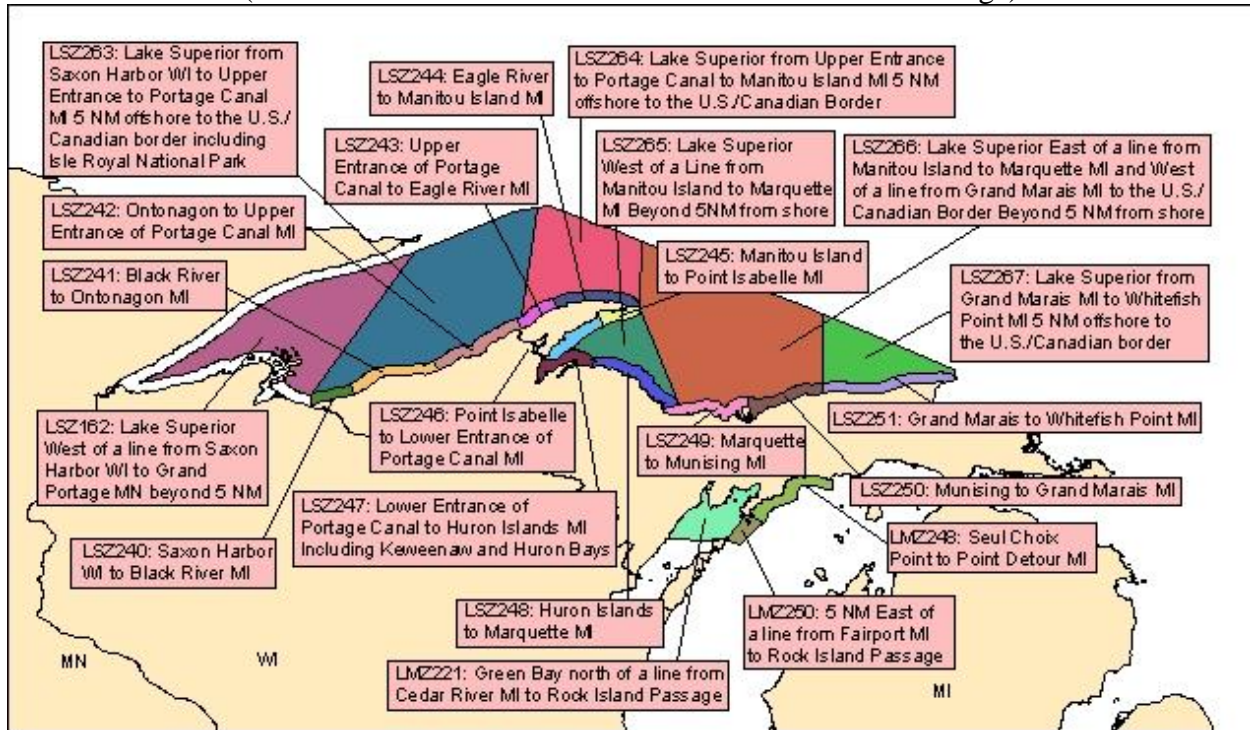 LSZ263: Lake Superior from
Saxon Harbor WI to Upper
Entrance to Portage Canal
MI 5 NM offshore to the U.S./
Canadian border including
Isle Royal National Park
LSZ244: Eagle River
to Manitou Island MI
LSZ264: Lake Superior from Upper Entrance
to Portage Canal to Manitou Island MI 5 NM
offshore to the U.S./Canadian Border
LSZ243: Upper
Entrance of Portage
Canal to Eagle River MI
LSZ265: Lake Superior
West of a Line from
Manitou Island to Marquette
MI Beyond 5NM from shore
LSZ266: Lake Superior East of a line from
Manitou Island to Marquette MI and West
of a line from Grand Marais MI to the U.S./
Canadian Border Beyond 5 NM from shore
LSZ242: Ontonagon to Upper
Entrance of Portage Canal MI
LSZ245: Manitou Island
to Point Isabelle MI
LSZ241: Black River
to Ontonagon MI
LSZ267: Lake Superior from
Grand Marais MI to Whitefish
Point MI 5 NM offshore to
the U.S./Canadian border
LSZ162: Lake Superior
West of a line from Saxon
Harbor WI to Grand
Portage MN beyond 5 NM
LSZ246: Point Isabelle
to Lower Entrance of
Portage Canal MI
LSZ249: Marquette
to Munising MI
LSZ251: Grand Marais to Whitefish Point MI
LSZ250: Munising to Grand Marais MI
LSZ247: Lower Entrance of
Portage Canal to Huron Islands MI
Including Keweenaw and Huron Bays
LSZ240: Saxon Harbor
WI to Black River MI
LMZ248: Seul Choix
Point to Point Detour MI
LSZ248: Huron Islands
to Marquette MI
LMZ250: 5 NM East of
a line from Fairport MI
to Rock Island Passage
LMZ221: Green Bay north of a line from
Cedar River MI to Rock Island Passage
MN
WI
MI